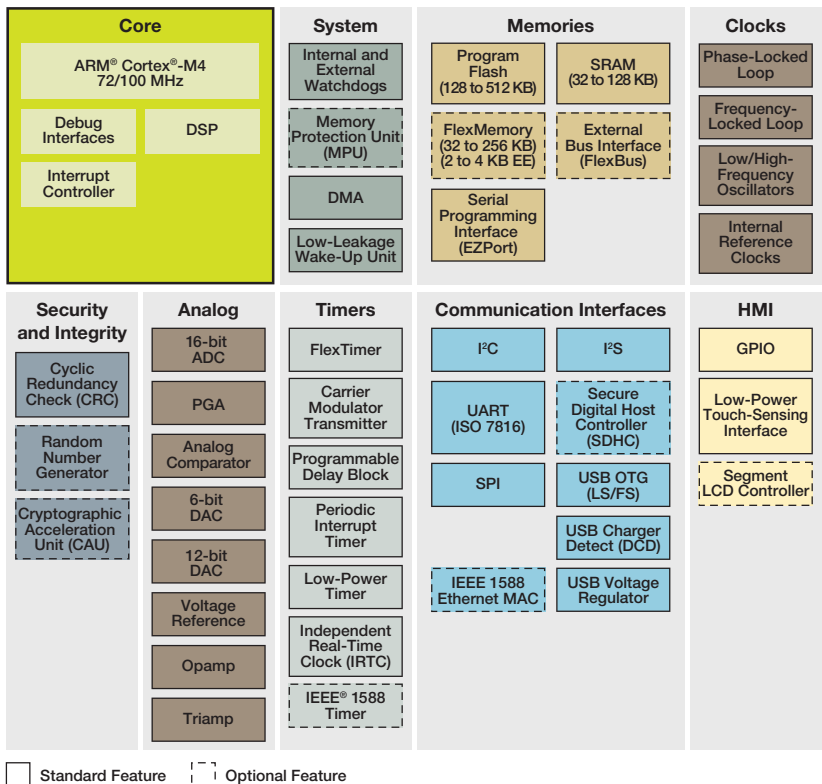 Core
ARM® Cortex®-M4
72/100 MHz
Debug
Interfaces
DSP
Interrupt
Controller
System
Internal and
External
Watchdogs
Memory
Protection Unit
(MPU)
DMA
Low-Leakage
Wake-Up Unit
Memories
Program
Flash
(128 to 512 KB)
SRAM
(32 to 128 KB)
FlexMemory
(32 to 256 KB)
(2 to 4 KB EE)
External
Bus Interface
(FlexBus)
Serial
Programming
Interface
(EZPort)
Clocks
Phase-Locked
Loop
Frequency-
Locked Loop
Low/High-
Frequency
Oscillators
Internal
Reference
Clocks
Security
and Integrity
Cyclic
Redundancy
Check (CRC)
Random
Number
Generator
Cryptographic
Acceleration
Unit (CAU)
Analog
16-bit
ADC
PGA
Analog
Comparator
6-bit
DAC
12-bit
DAC
Voltage
Reference
Opamp
Triamp
Timers
FlexTimer
Carrier
Modulator
Transmitter
Programmable
Delay Block
Periodic
Interrupt
Timer
Low-Power
Timer
Independent
Real-Time
Clock (IRTC)
IEEE® 1588
Timer
Communication Interfaces
I²C
I²S
UART
(ISO 7816)
Secure
Digital Host
Controller
(SDHC)
SPI
USB OTG
(LS/FS)
USB Charger
Detect (DCD)
IEEE 1588
Ethernet MAC
USB Voltage
Regulator
HMI
GPIO
Low-Power
Touch-Sensing
Interface
Segment
LCD Controller
Standard Feature
Optional Feature